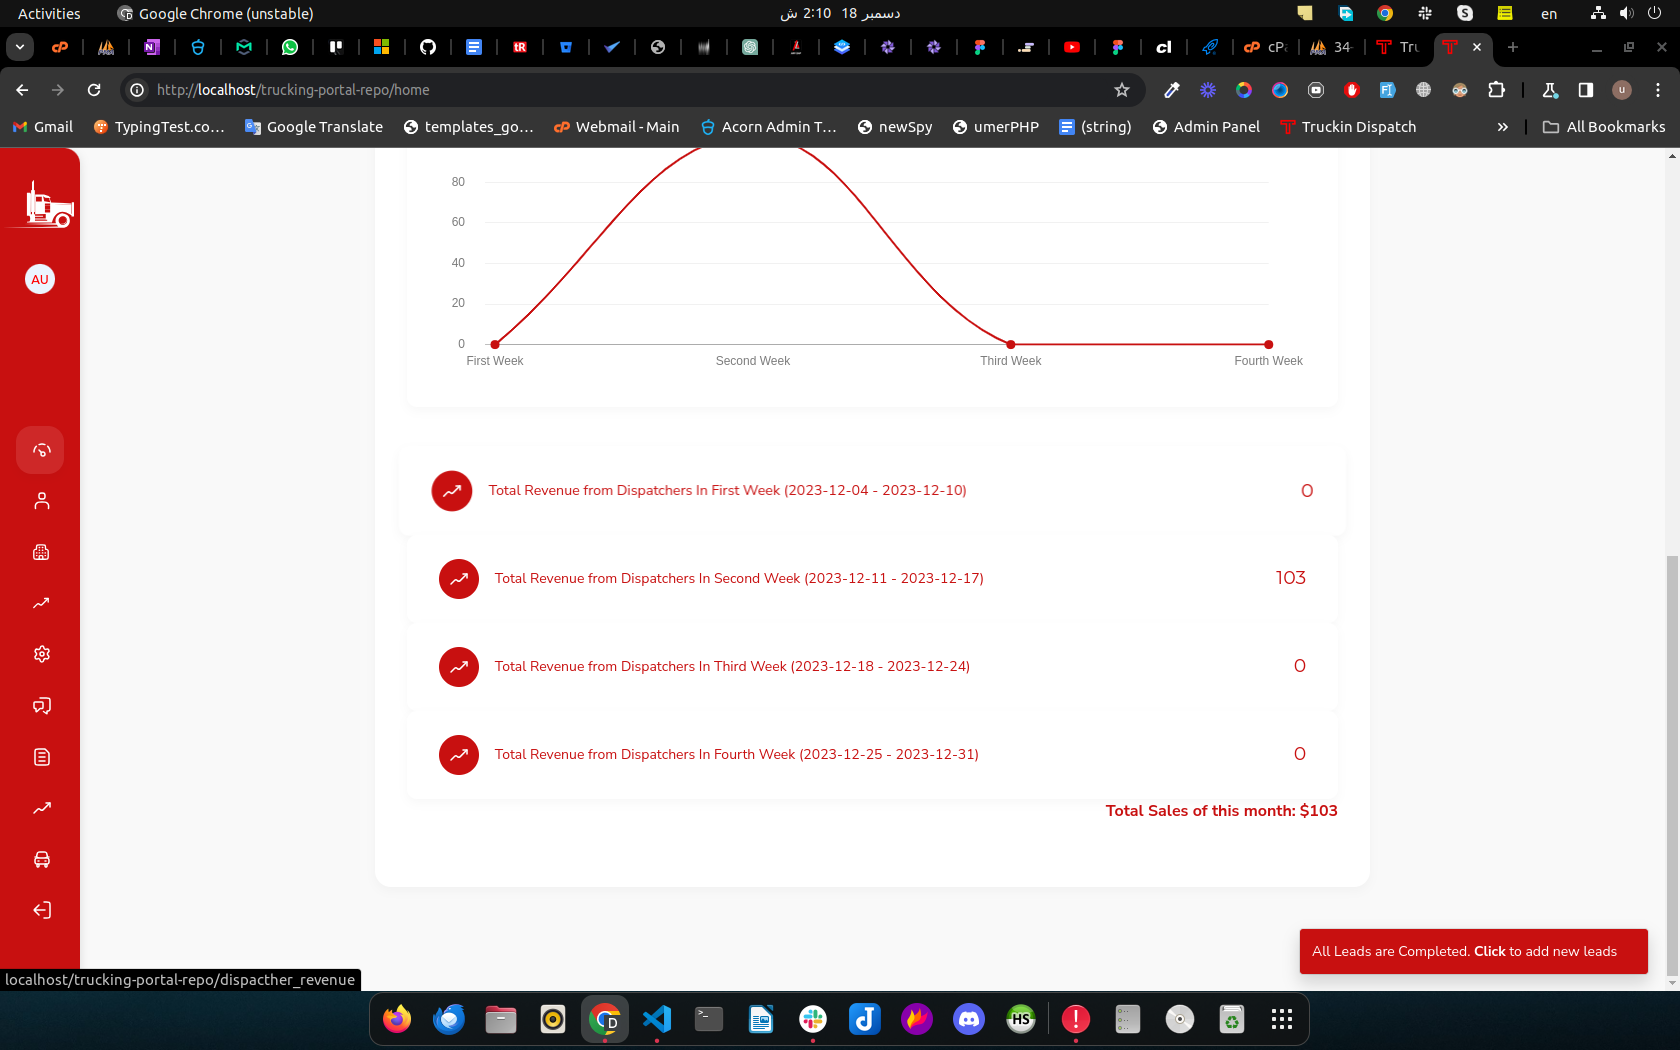 Activities
Google Chrome (unstable)
دسمبر 18 2:10 ش
en
cPa
34-
Tru
http://localhost/trucking-portal-repo/home
Gmail
TypingTest.co...
Google Translate
templates_go...
Webmail - Main
Acorn Admin T...
newSpy
umerPHP
(string)
Admin Panel
Truckin Dispatch
All Bookmarks
AU
80
60
40
20
0
First Week
Second Week
Third Week
Fourth Week
Total Revenue from Dispatchers In First Week (2023-12-04 - 2023-12-10)
0
Total Revenue from Dispatchers In Second Week (2023-12-11 - 2023-12-17)
103
Total Revenue from Dispatchers In Third Week (2023-12-18 - 2023-12-24)
0
Total Revenue from Dispatchers In Fourth Week (2023-12-25 - 2023-12-31)
0
Total Sales of this month: $103
All Leads are Completed. Click to add new leads
localhost/trucking-portal-repo/dispacther_revenue